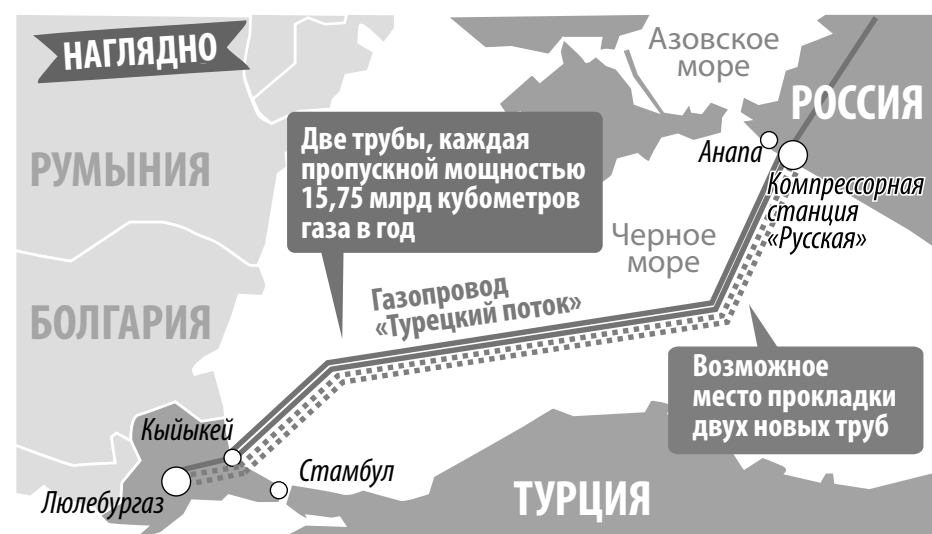 НАГЛЯДНО
Азовское
море
РОССИЯ
Две трубы, каждая
пропускной мощностью
15,75 млрд кубометров
газа в год
РУМЫНИЯ
Анапа
Компрессорная
станция
«Русская»
Черное
море
Газопровод
«Турецкий поток»
БОЛГАРИЯ
Возможное
место прокладки
двух новых труб
Кыйыкей
Стамбул
Люлебургаз
ТУРЦИЯ